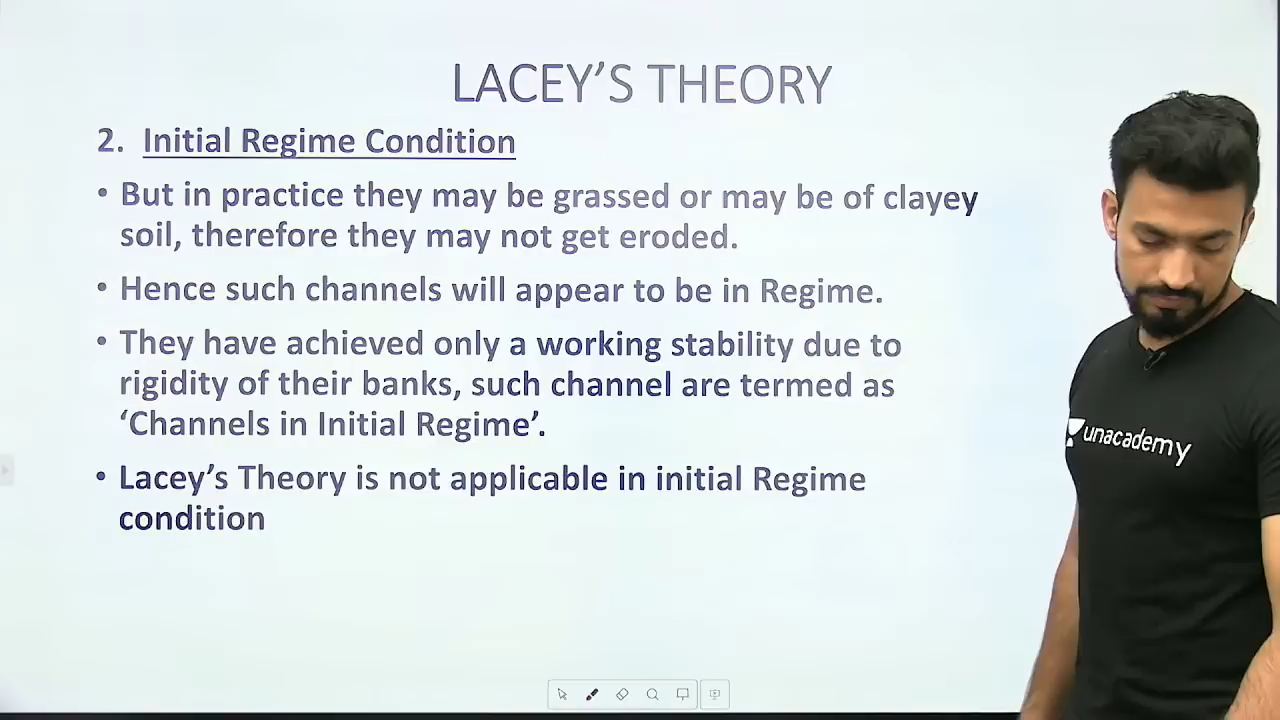 LACEY'S THEORY
2. Initial Regime Condition
• But in practice they may be grassed or may be of clayey
soil, therefore they may not get eroded.
• Hence such channels will appear to be in Regime.
• They have achieved only a working stability due to
rigidity of their banks, such channel are termed as
‘Channels in Initial Regime’.
• Lacey’s Theory is not applicable in initial Regime
condition
unacademy